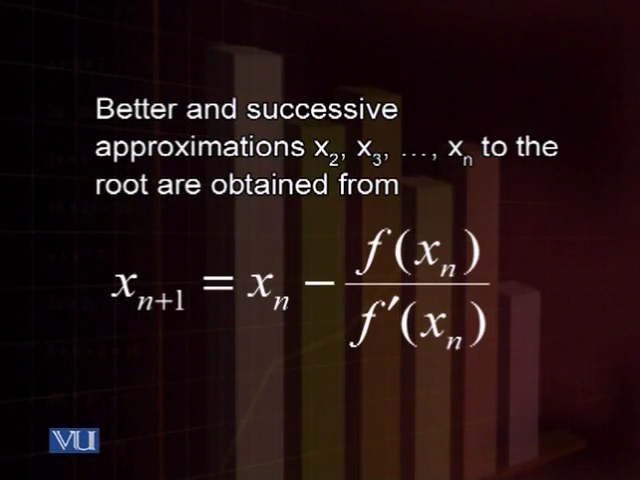 Better and successive
approximations x₂, x₃, …, xₙ to the
root are obtained from
xₙ₊₁ = xₙ − f(xₙ) / f′(xₙ)
VU